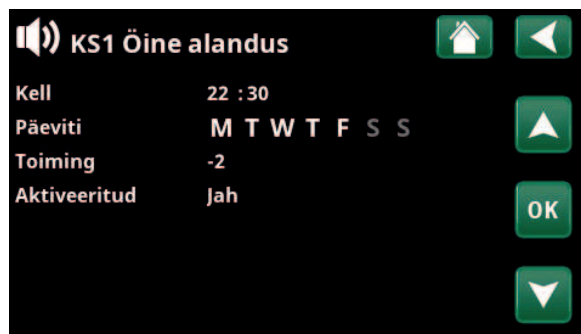 KS1 Öine alandus
Kell 22 :30
Päeviti M T W T F S S
Toiming -2
Aktiveeritud Jah
OK